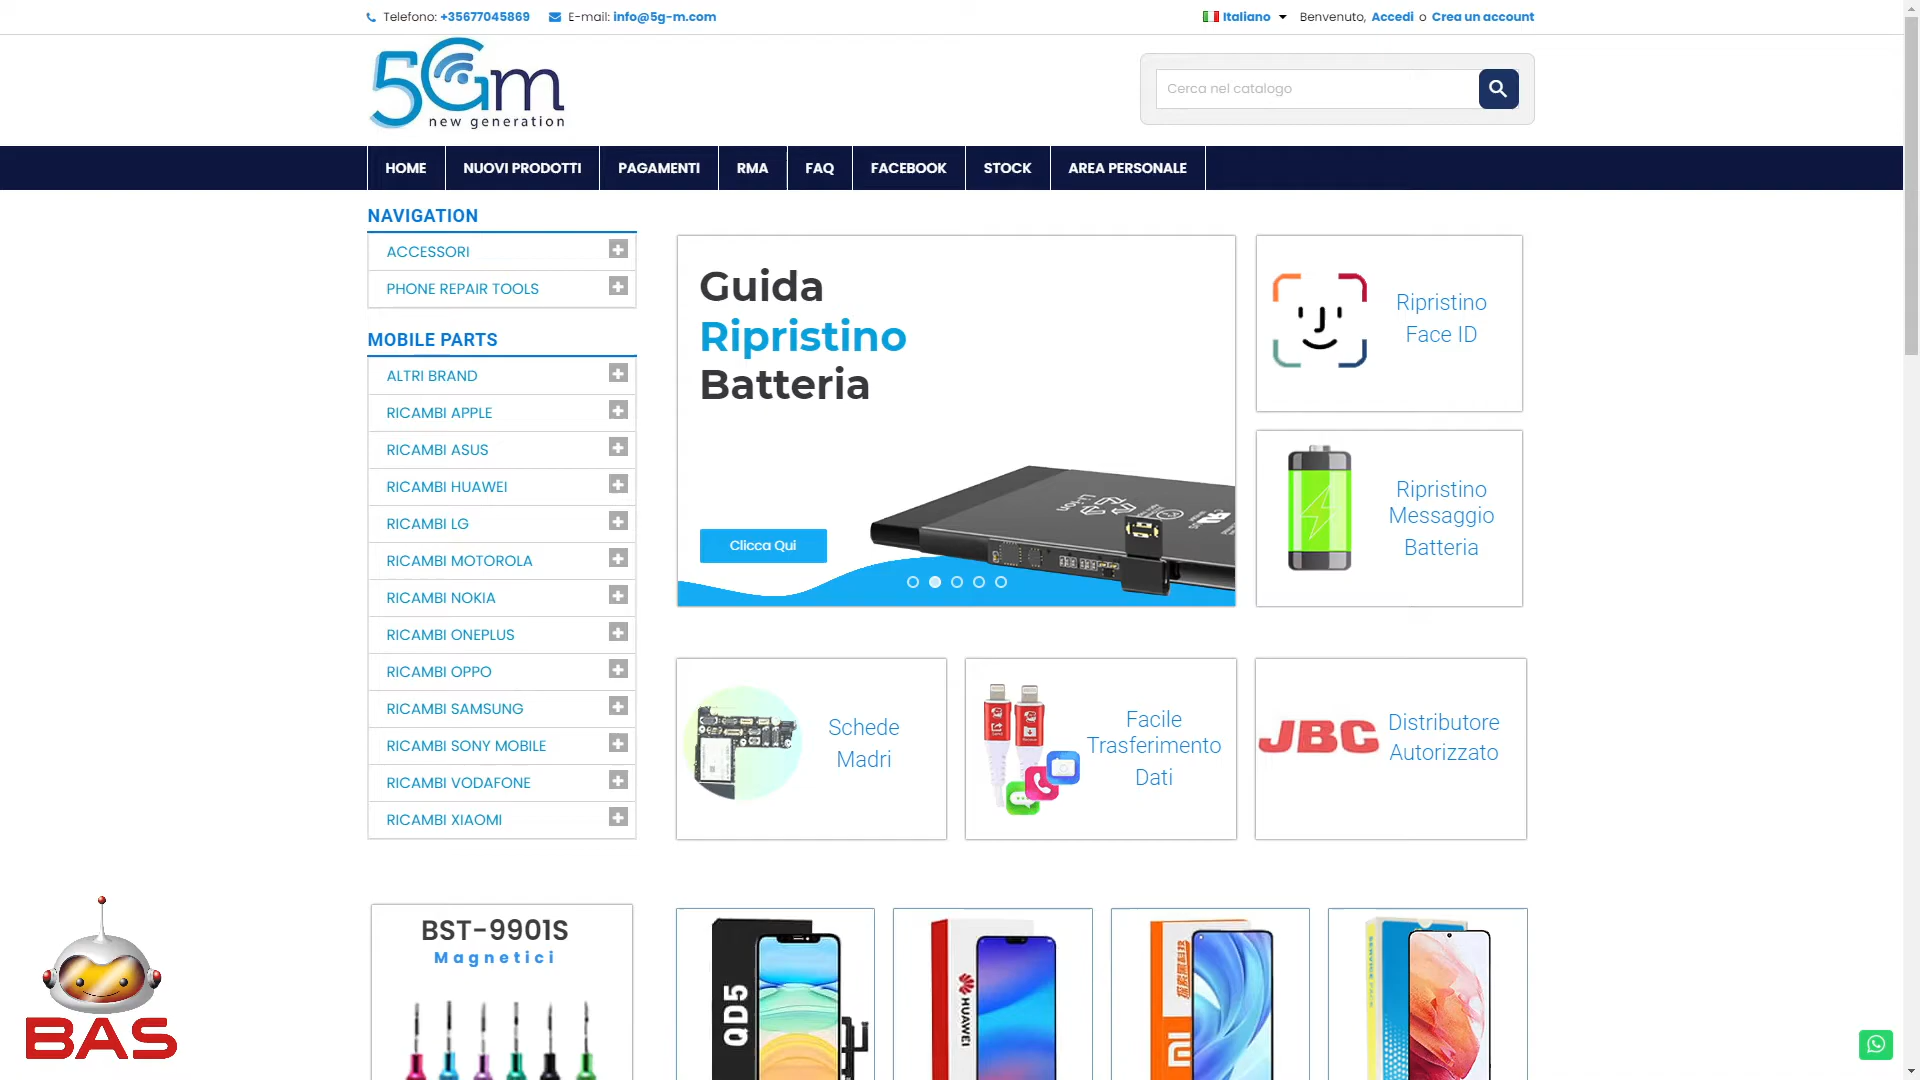 Telefono: +35677045869 E-mail: info@5g-m.com
Italiano Benvenuto, Accedi o Crea un account
5Gm
new generation
Cerca nel catalogo
HOME NUOVI PRODOTTI PAGAMENTI RMA FAQ FACEBOOK STOCK AREA PERSONALE
NAVIGATION
ACCESSORI
PHONE REPAIR TOOLS
MOBILE PARTS
ALTRI BRAND
RICAMBI APPLE
RICAMBI ASUS
RICAMBI HUAWEI
RICAMBI LG
RICAMBI MOTOROLA
RICAMBI NOKIA
RICAMBI ONEPLUS
RICAMBI OPPO
RICAMBI SAMSUNG
RICAMBI SONY MOBILE
RICAMBI VODAFONE
RICAMBI XIAOMI
Guida
Ripristino
Batteria
Clicca Qui
Ripristino
Face ID
Ripristino
Messaggio
Batteria
Schede
Madri
Facile
Trasferimento
Dati
JBC
Distributore
Autorizzato
BST-9901S
Magnetici
QD5
HUAWEI
MI
BAS